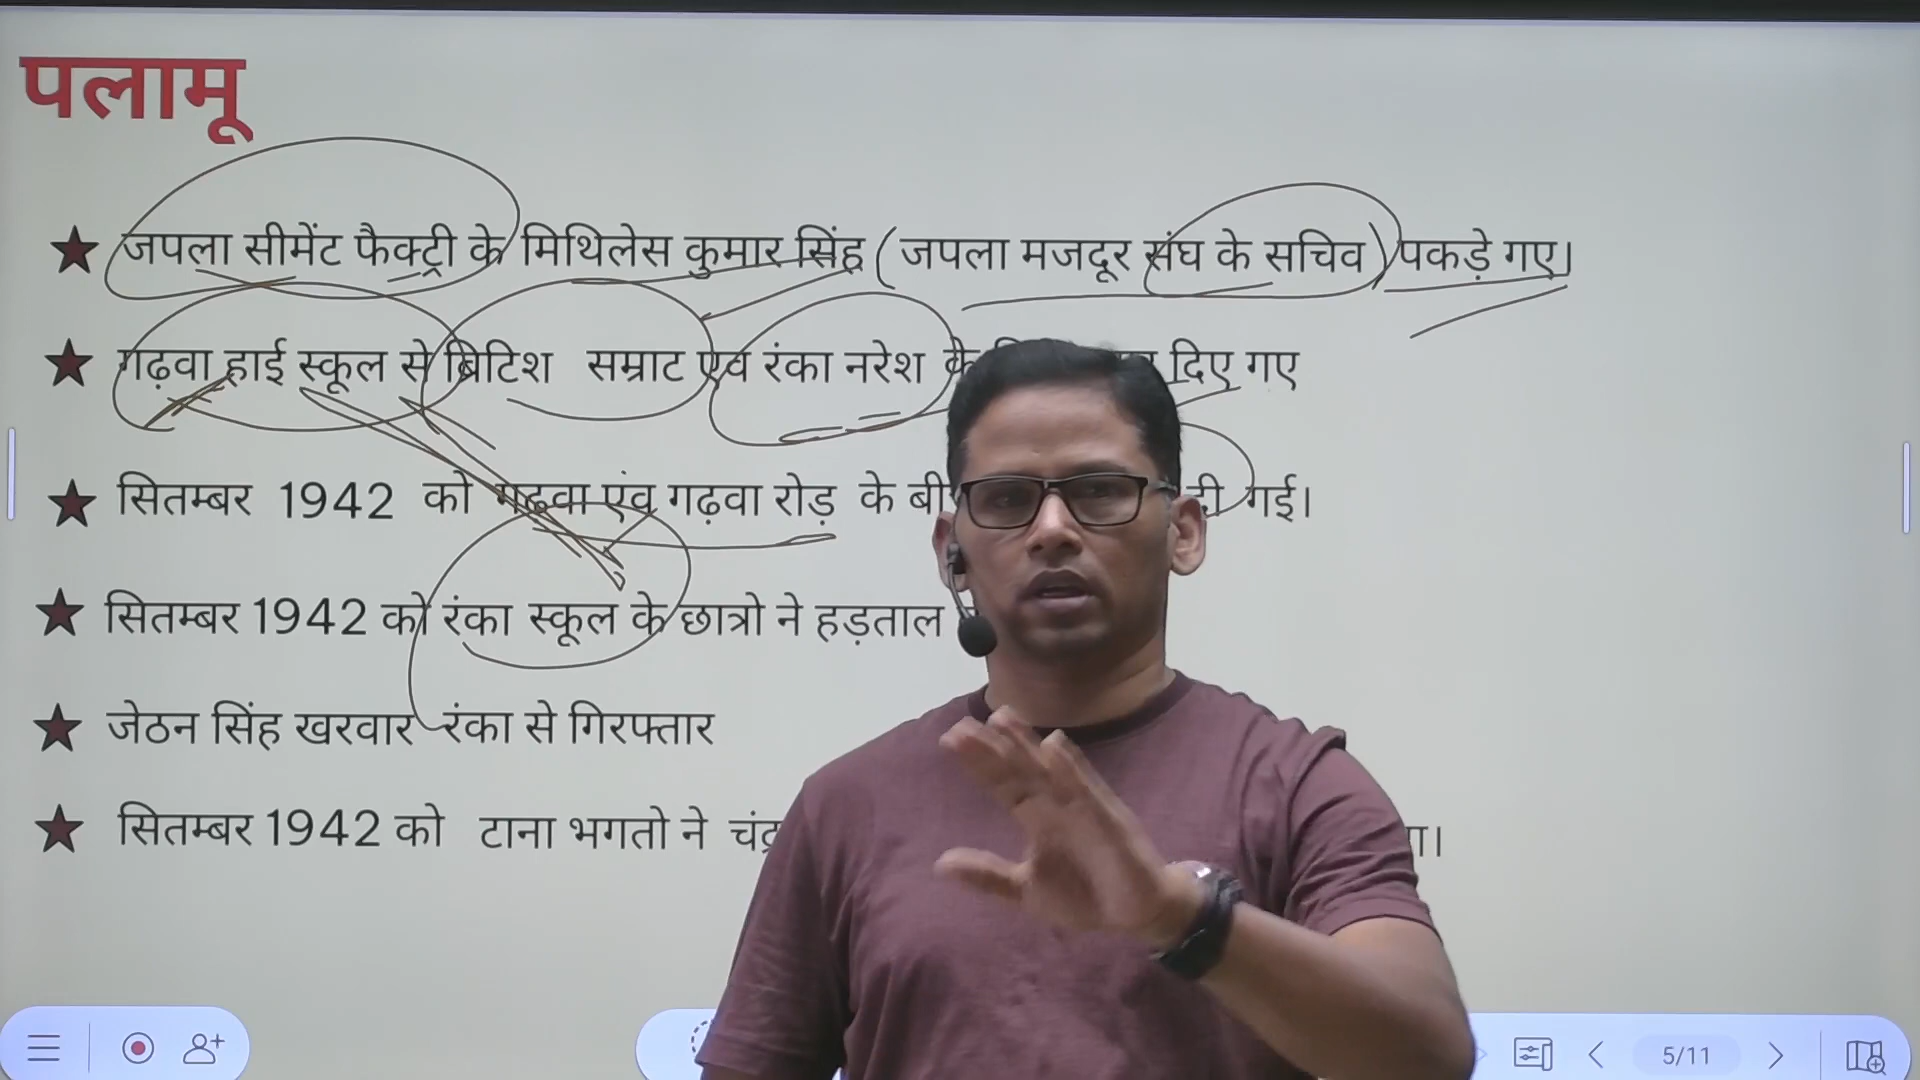 पलामू
जपला सीमेंट फैक्ट्री के मिथिलेस कुमार सिंह (जपला मजदूर संघ के सचिव) पकड़े गए।
गढ़वा हाई स्कूल से ब्रिटिश सम्राट एवं रंका नरेश के दिए गए
सितम्बर 1942 को गढ़वा एंव गढ़वा रोड़ के गई।
सितम्बर 1942 को रंका स्कूल के छात्रो ने हड़ताल
जेठन सिंह खरवार रंका से गिरफ्तार
सितम्बर 1942 को टाना भगतो ने
5/11